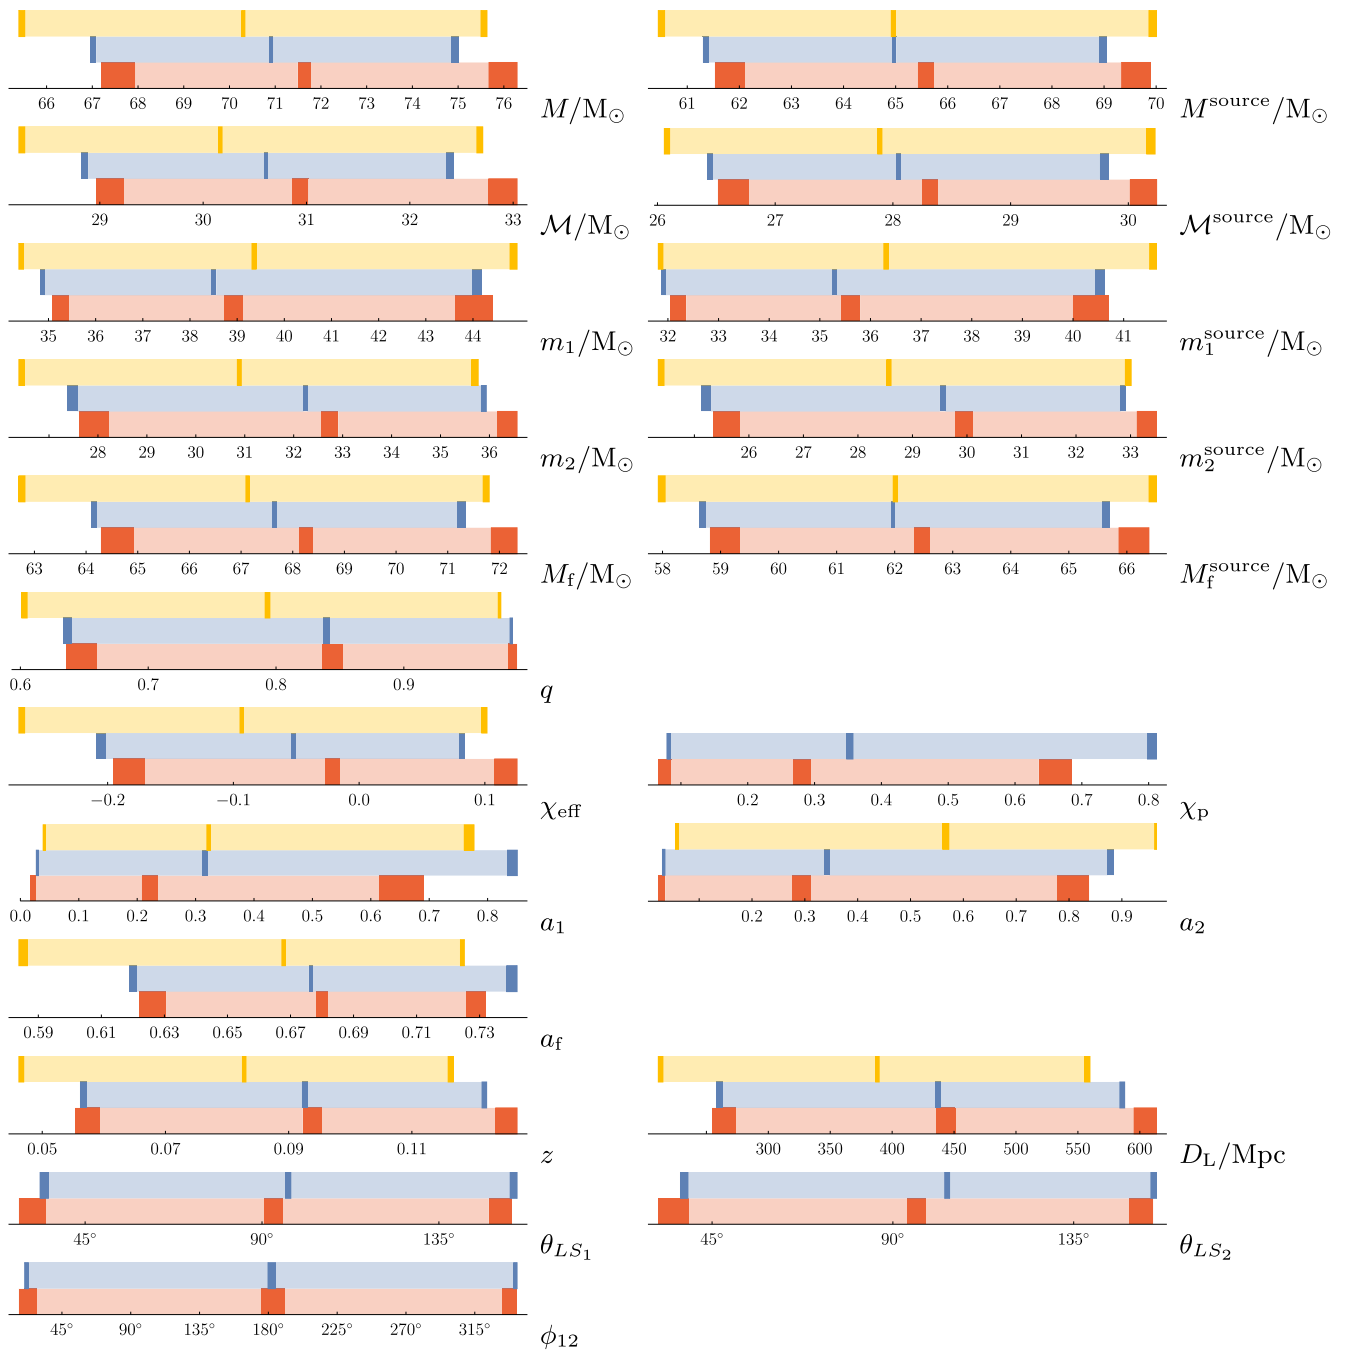 66 67 68 69 70 71 72 73 74 75 76 M/M⊙
61 62 63 64 65 66 67 68 69 70 M^source/M⊙
29 30 31 32 33 ℳ/M⊙
26 27 28 29 30 ℳ^source/M⊙
35 36 37 38 39 40 41 42 43 44 m₁/M⊙
32 33 34 35 36 37 38 39 40 41 m₁^source/M⊙
28 29 30 31 32 33 34 35 36 m₂/M⊙
26 27 28 29 30 31 32 33 m₂^source/M⊙
63 64 65 66 67 68 69 70 71 72 M_f/M⊙
58 59 60 61 62 63 64 65 66 M_f^source/M⊙
0.6 0.7 0.8 0.9 q
−0.2 −0.1 0.0 0.1 χ_eff
0.2 0.3 0.4 0.5 0.6 0.7 0.8 χ_p
0.0 0.1 0.2 0.3 0.4 0.5 0.6 0.7 0.8 a₁
0.2 0.3 0.4 0.5 0.6 0.7 0.8 0.9 a₂
0.59 0.61 0.63 0.65 0.67 0.69 0.71 0.73 a_f
0.05 0.07 0.09 0.11 z
300 350 400 450 500 550 600 D_L/Mpc
45° 90° 135° θ_LS₁
45° 90° 135° θ_LS₂
45° 90° 135° 180° 225° 270° 315° ϕ₁₂